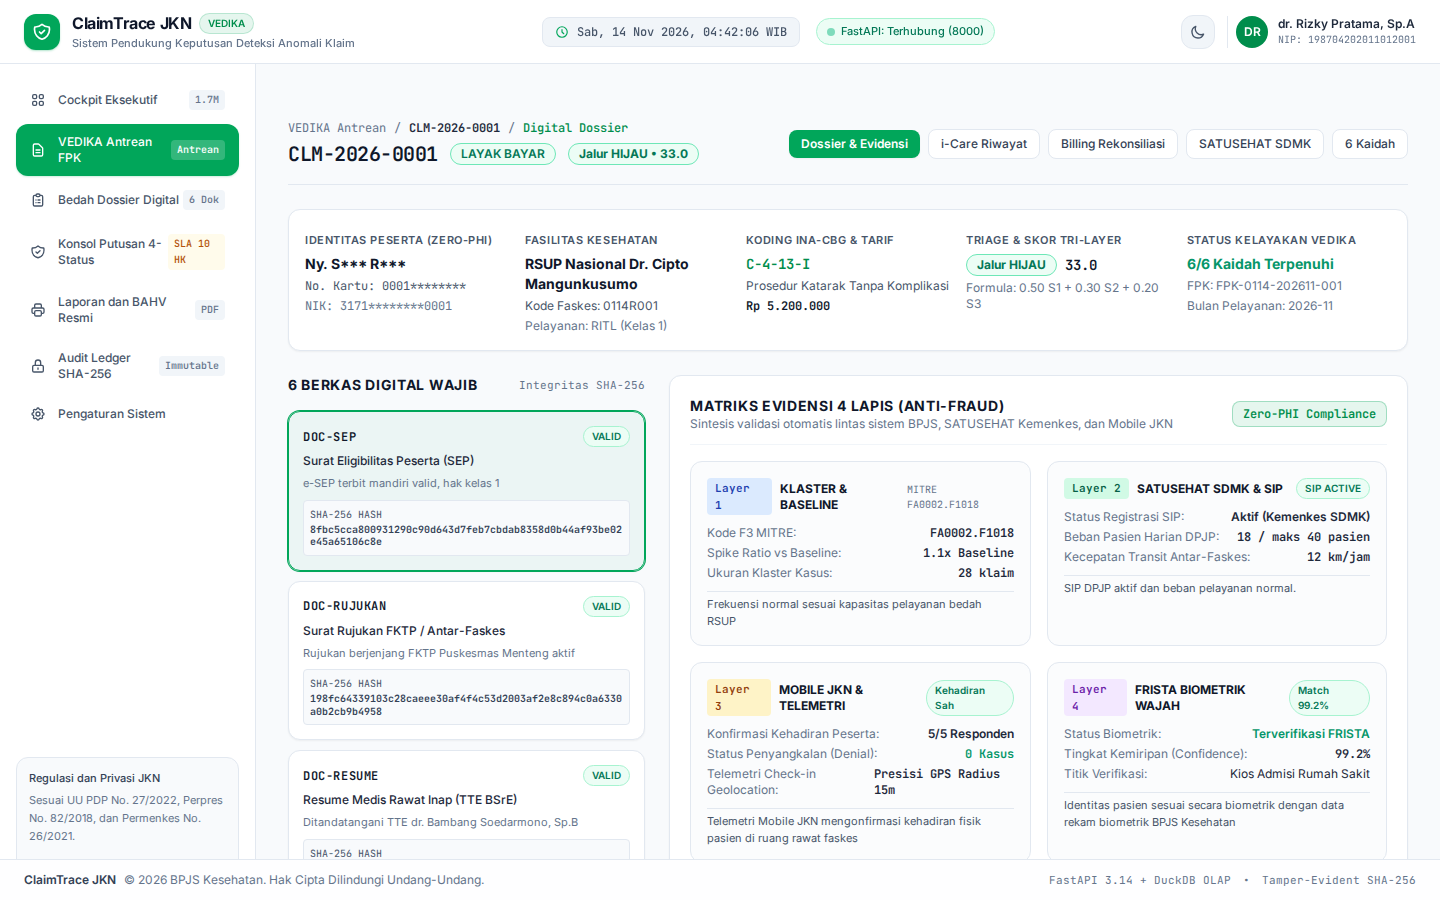 ClaimTrace JKN VEDIKA
Sistem Pendukung Keputusan Deteksi Anomali Klaim
Sab, 14 Nov 2026, 04:42:06 WIB
FastAPI: Terhubung (8000)
DR
dr. Rizky Pratama, Sp.A
NIP: 198704202011012001
Cockpit Eksekutif 1.7M
VEDIKA Antrean
FPK
Antrean
Bedah Dossier Digital 6 Dok
Konsol Putusan 4-
Status
SLA 10
HK
Laporan dan BAHV
Resmi
PDF
Audit Ledger
SHA-256
Immutable
Pengaturan Sistem
Regulasi dan Privasi JKN
Sesuai UU PDP No. 27/2022, Perpres
No. 82/2018, dan Permenkes No.
26/2021.
VEDIKA Antrean / CLM-2026-0001 / Digital Dossier
CLM-2026-0001 LAYAK BAYAR Jalur HIJAU • 33.0
Dossier & Evidensi
i-Care Riwayat
Billing Rekonsiliasi
SATUSEHAT SDMK
6 Kaidah
IDENTITAS PESERTA (ZERO-PHI)
Ny. S*** R***
No. Kartu: 0001********
NIK: 3171********0001
FASILITAS KESEHATAN
RSUP Nasional Dr. Cipto
Mangunkusumo
Kode Faskes: 0114R001
Pelayanan: RITL (Kelas 1)
KODING INA-CBG & TARIF
C-4-13-I
Prosedur Katarak Tanpa Komplikasi
Rp 5.200.000
TRIAGE & SKOR TRI-LAYER
Jalur HIJAU 33.0
Formula: 0.50 S1 + 0.30 S2 + 0.20
S3
STATUS KELAYAKAN VEDIKA
6/6 Kaidah Terpenuhi
FPK: FPK-0114-202611-001
Bulan Pelayanan: 2026-11
6 BERKAS DIGITAL WAJIB
Integritas SHA-256
DOC-SEP VALID
Surat Eligibilitas Peserta (SEP)
e-SEP terbit mandiri valid, hak kelas 1
SHA-256 HASH
8fbc5cca800931290c90d643d7feb7cbdab8358d0b44af93be02
e45a65106c8e
DOC-RUJUKAN VALID
Surat Rujukan FKTP / Antar-Faskes
Rujukan berjenjang FKTP Puskesmas Menteng aktif
SHA-256 HASH
198fc64339103c28caeee30af4f4c53d2003af2e8c894c0a6330
a0b2cb9b4958
DOC-RESUME VALID
Resume Medis Rawat Inap (TTE BSrE)
Ditandatangani TTE dr. Bambang Soedarmono, Sp.B
SHA-256 HASH
MATRIKS EVIDENSI 4 LAPIS (ANTI-FRAUD)
Sintesis validasi otomatis lintas sistem BPJS, SATUSEHAT Kemenkes, dan Mobile JKN
Zero-PHI Compliance
Layer
1
KLASTER &
BASELINE
MITRE
FA0002.F1018
Kode F3 MITRE: FA0002.F1018
Spike Ratio vs Baseline: 1.1x Baseline
Ukuran Klaster Kasus: 28 klaim
Frekuensi normal sesuai kapasitas pelayanan bedah
RSUP
Layer 2 SATUSEHAT SDMK & SIP SIP ACTIVE
Status Registrasi SIP: Aktif (Kemenkes SDMK)
Beban Pasien Harian DPJP: 18 / maks 40 pasien
Kecepatan Transit Antar-Faskes: 12 km/jam
SIP DPJP aktif dan beban pelayanan normal.
Layer
3
MOBILE JKN &
TELEMETRI
Kehadiran
Sah
Konfirmasi Kehadiran Peserta: 5/5 Responden
Status Penyangkalan (Denial): 0 Kasus
Telemetri Check-in
Geolocation:
Presisi GPS Radius
15m
Telemetri Mobile JKN mengonfirmasi kehadiran fisik
pasien di ruang rawat faskes
Layer
4
FRISTA BIOMETRIK
WAJAH
Match
99.2%
Status Biometrik: Terverifikasi FRISTA
Tingkat Kemiripan (Confidence): 99.2%
Titik Verifikasi: Kios Admisi Rumah Sakit
Identitas pasien sesuai secara biometrik dengan data
rekam biometrik BPJS Kesehatan
ClaimTrace JKN © 2026 BPJS Kesehatan. Hak Cipta Dilindungi Undang-Undang.
FastAPI 3.14 + DuckDB OLAP • Tamper-Evident SHA-256